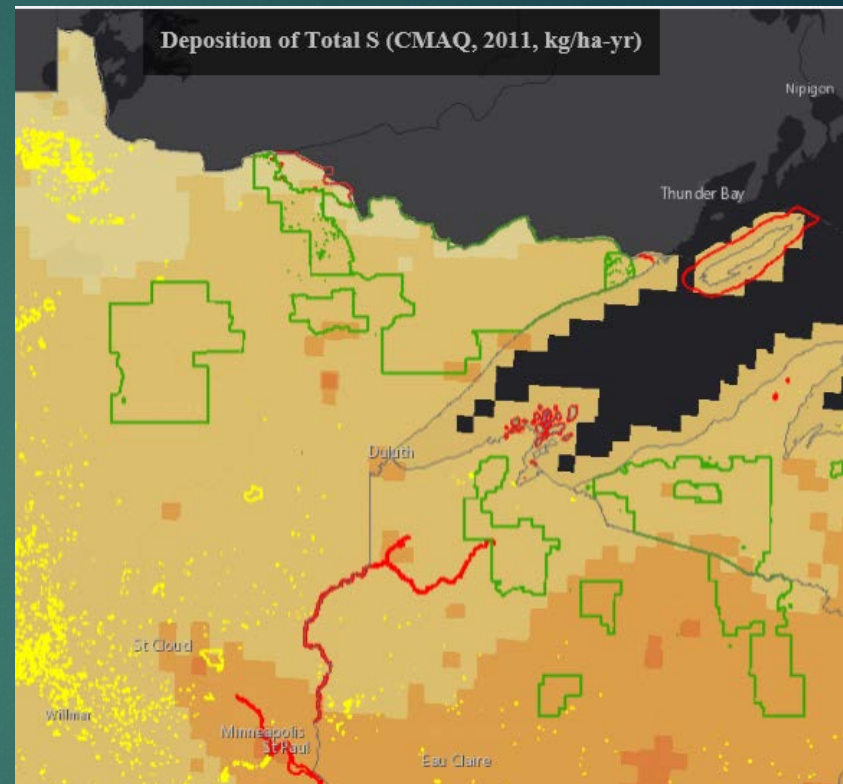 Deposition of Total S (CMAQ, 2011, kg/ha-yr)
Nipigon
Thunder Bay
Duluth
St Cloud
Willmar
Minneapolis
St Paul
Eau Claire